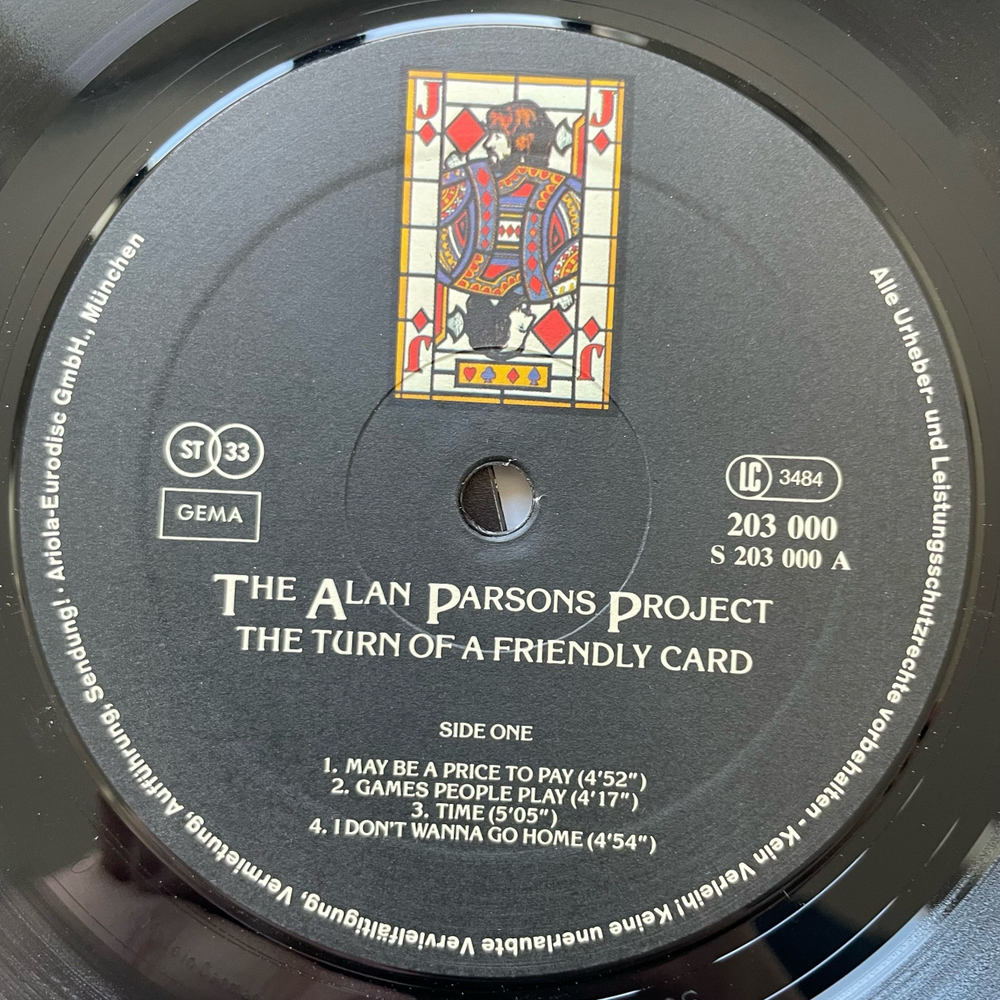 J
J
J
J
Alle Urheber- und Leistungsschutzrechte vorbehalten - Kein Verleih! Keine unerlaubte Vervielfältigung, Vermietung, Aufführung, Sendung! · Ariola-Eurodisc GmbH., München
ST 33
GEMA
LC 3484
203 000
S 203 000 A
THE ALAN PARSONS PROJECT
THE TURN OF A FRIENDLY CARD
SIDE ONE
1. MAY BE A PRICE TO PAY (4'52")
2. GAMES PEOPLE PLAY (4'17")
3. TIME (5'05")
4. I DON'T WANNA GO HOME (4'54")